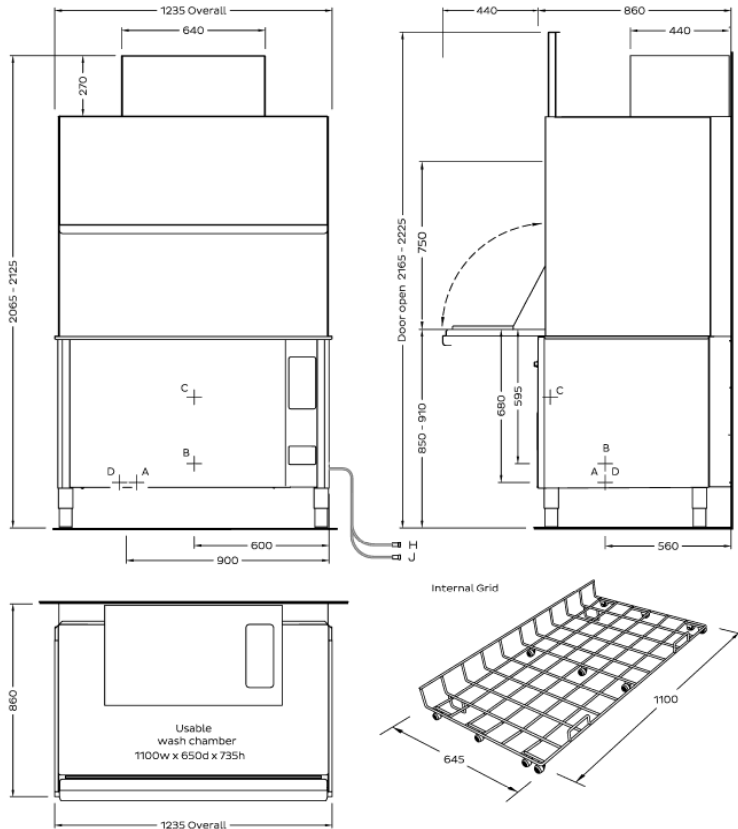 1235 Overall
640
270
2065 - 2125
C
B
D
A
600
900
H
J
440
860
440
Door open 2165 - 2225
750
850 - 910
680
595
C
B
A
D
560
860
Usable
wash chamber
1100w x 650d x 735h
1235 Overall
Internal Grid
645
1100